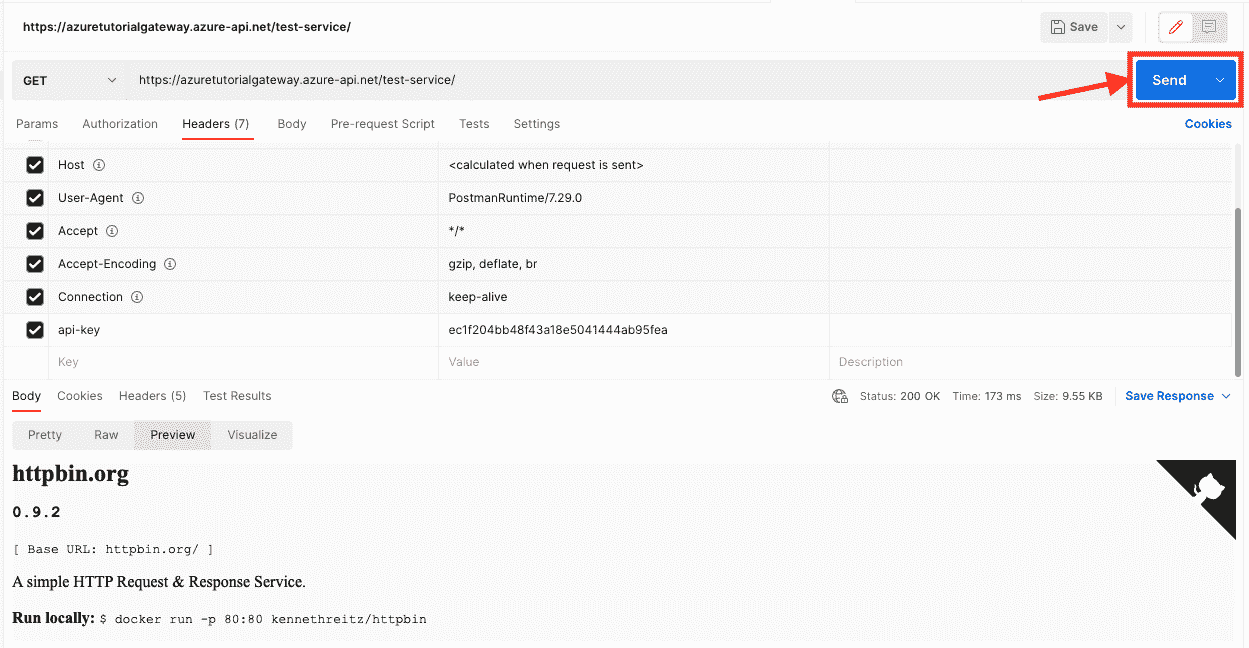 https://azuretutorialgateway.azure-api.net/test-service/ Save
GET https://azuretutorialgateway.azure-api.net/test-service/ Send
Params Authorization Headers (7) Body Pre-request Script Tests Settings Cookies
Host <calculated when request is sent>
User-Agent PostmanRuntime/7.29.0
Accept */*
Accept-Encoding gzip, deflate, br
Connection keep-alive
api-key ec1f204bb48f43a18e5041444ab95fea
Key Value Description
Body Cookies Headers (5) Test Results Status: 200 OK Time: 173 ms Size: 9.55 KB Save Response
Pretty Raw Preview Visualize
httpbin.org
0.9.2
[ Base URL: httpbin.org/ ]
A simple HTTP Request & Response Service.
Run locally: $ docker run -p 80:80 kennethreitz/httpbin